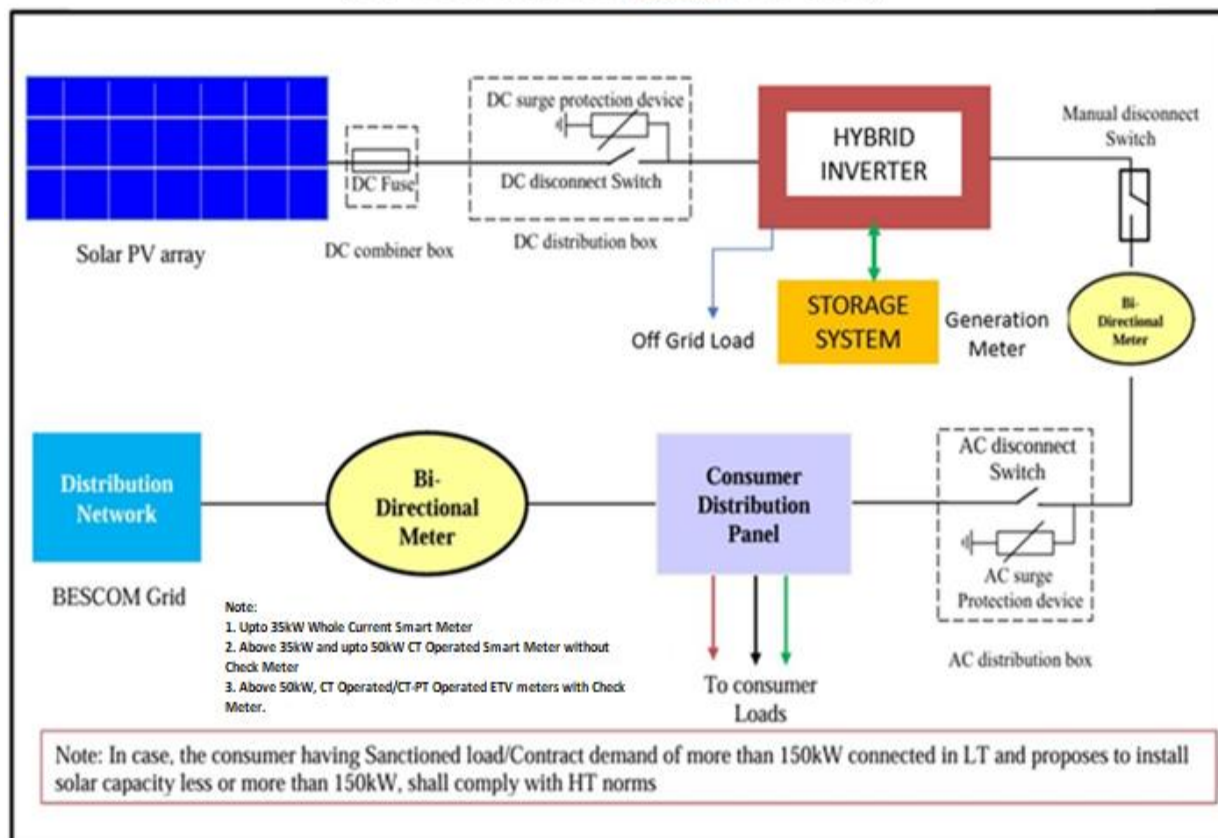 DC surge protection device
DC Fuse
DC disconnect Switch
Solar PV array
DC combiner box
DC distribution box
HYBRID
INVERTER
Manual disconnect
Switch
Off Grid Load
STORAGE
SYSTEM
Generation
Meter
Bi-
Directional
Meter
Distribution
Network
BESCOM Grid
Bi-
Directional
Meter
Consumer
Distribution
Panel
AC disconnect
Switch
AC surge
Protection device
AC distribution box
To consumer
Loads
Note:
1. Upto 35kW Whole Current Smart Meter
2. Above 35kW and upto 50kW CT Operated Smart Meter without
Check Meter
3. Above 50kW, CT Operated/CT-PT Operated ETV meters with Check
Meter.
Note: In case, the consumer having Sanctioned load/Contract demand of more than 150kW connected in LT and proposes to install
solar capacity less or more than 150kW, shall comply with HT norms